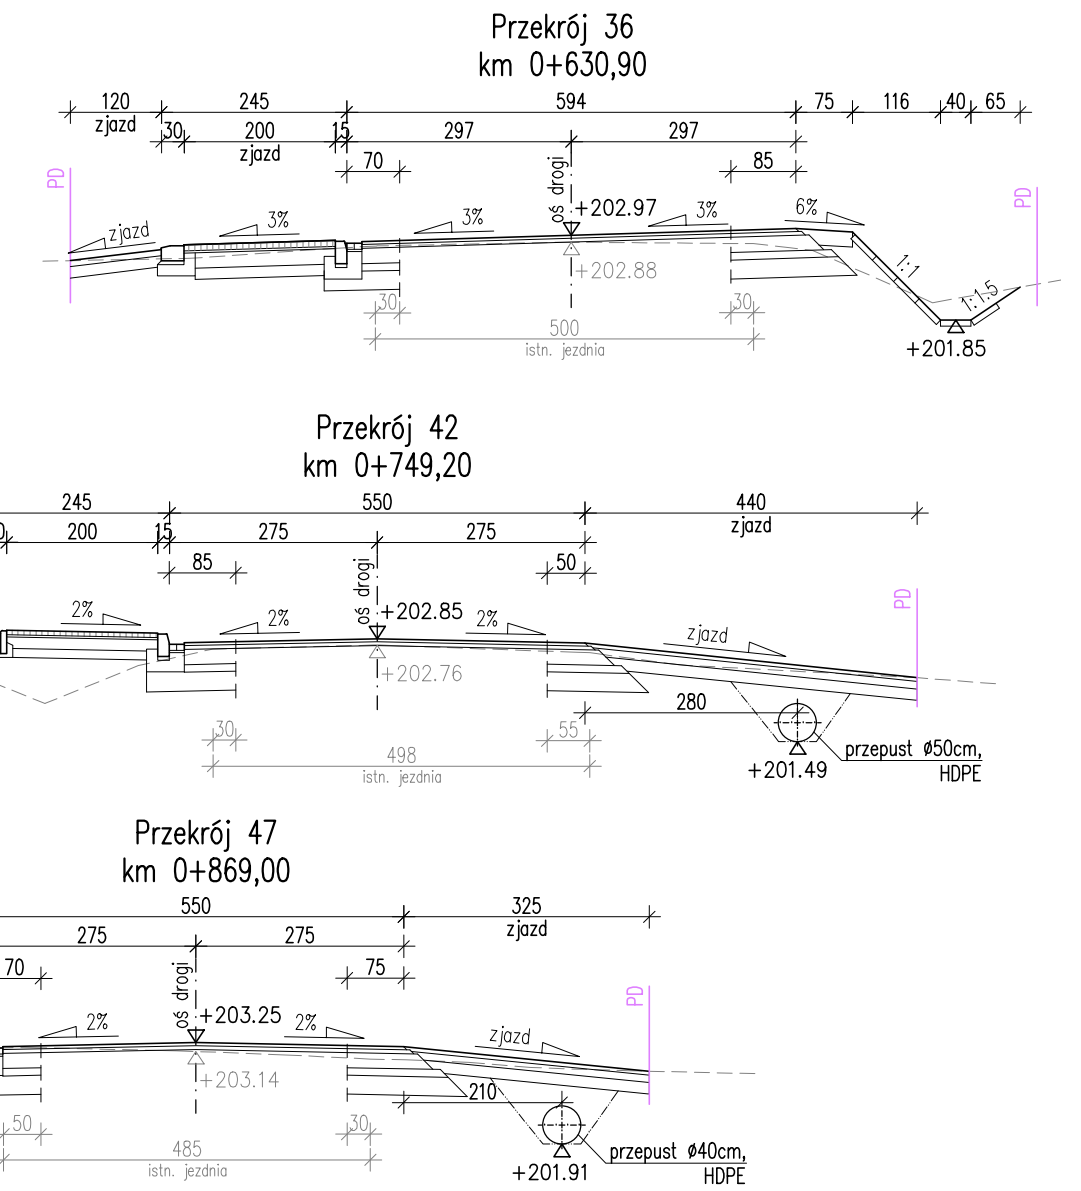 Przekrój 36
km 0+630,90
120 245 594 75 116 40 65
zjazd
30 200 15 297 297
zjazd
70 85
PD
oś drogi
PD
zjazd 3% 3% +202.97 3% 6%
+202.88
1:1
1:1.5
30 30
500
istn. jezdnia
+201.85
Przekrój 42
km 0+749,20
245 550 440
zjazd
200 15 275 275
85 50
oś drogi
PD
2% 2% +202.85 2% zjazd
+202.76
280
30 55
498
istn. jezdnia
przepust Ø50cm,
HDPE
+201.49
Przekrój 47
km 0+869,00
550 325
zjazd
275 275
70 75
oś drogi
PD
2% +203.25 2% zjazd
+203.14
210
50 30
485
istn. jezdnia
przepust Ø40cm,
HDPE
+201.91